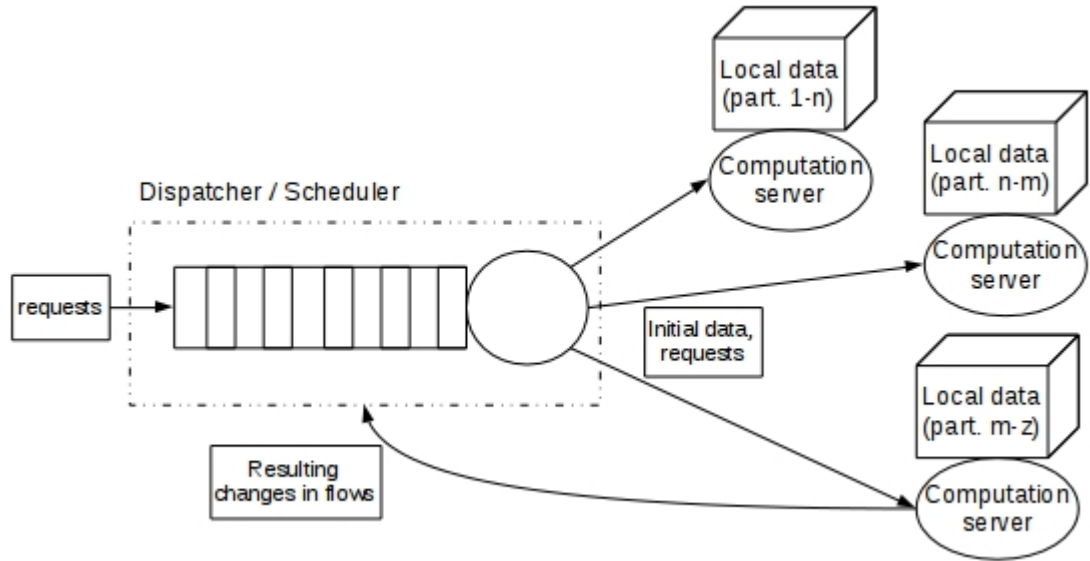 Local data
(part. 1-n)
Computation
server
Local data
(part. n-m)
Computation
server
Dispatcher / Scheduler
requests
Initial data,
requests
Local data
(part. m-z)
Computation
server
Resulting
changes in flows